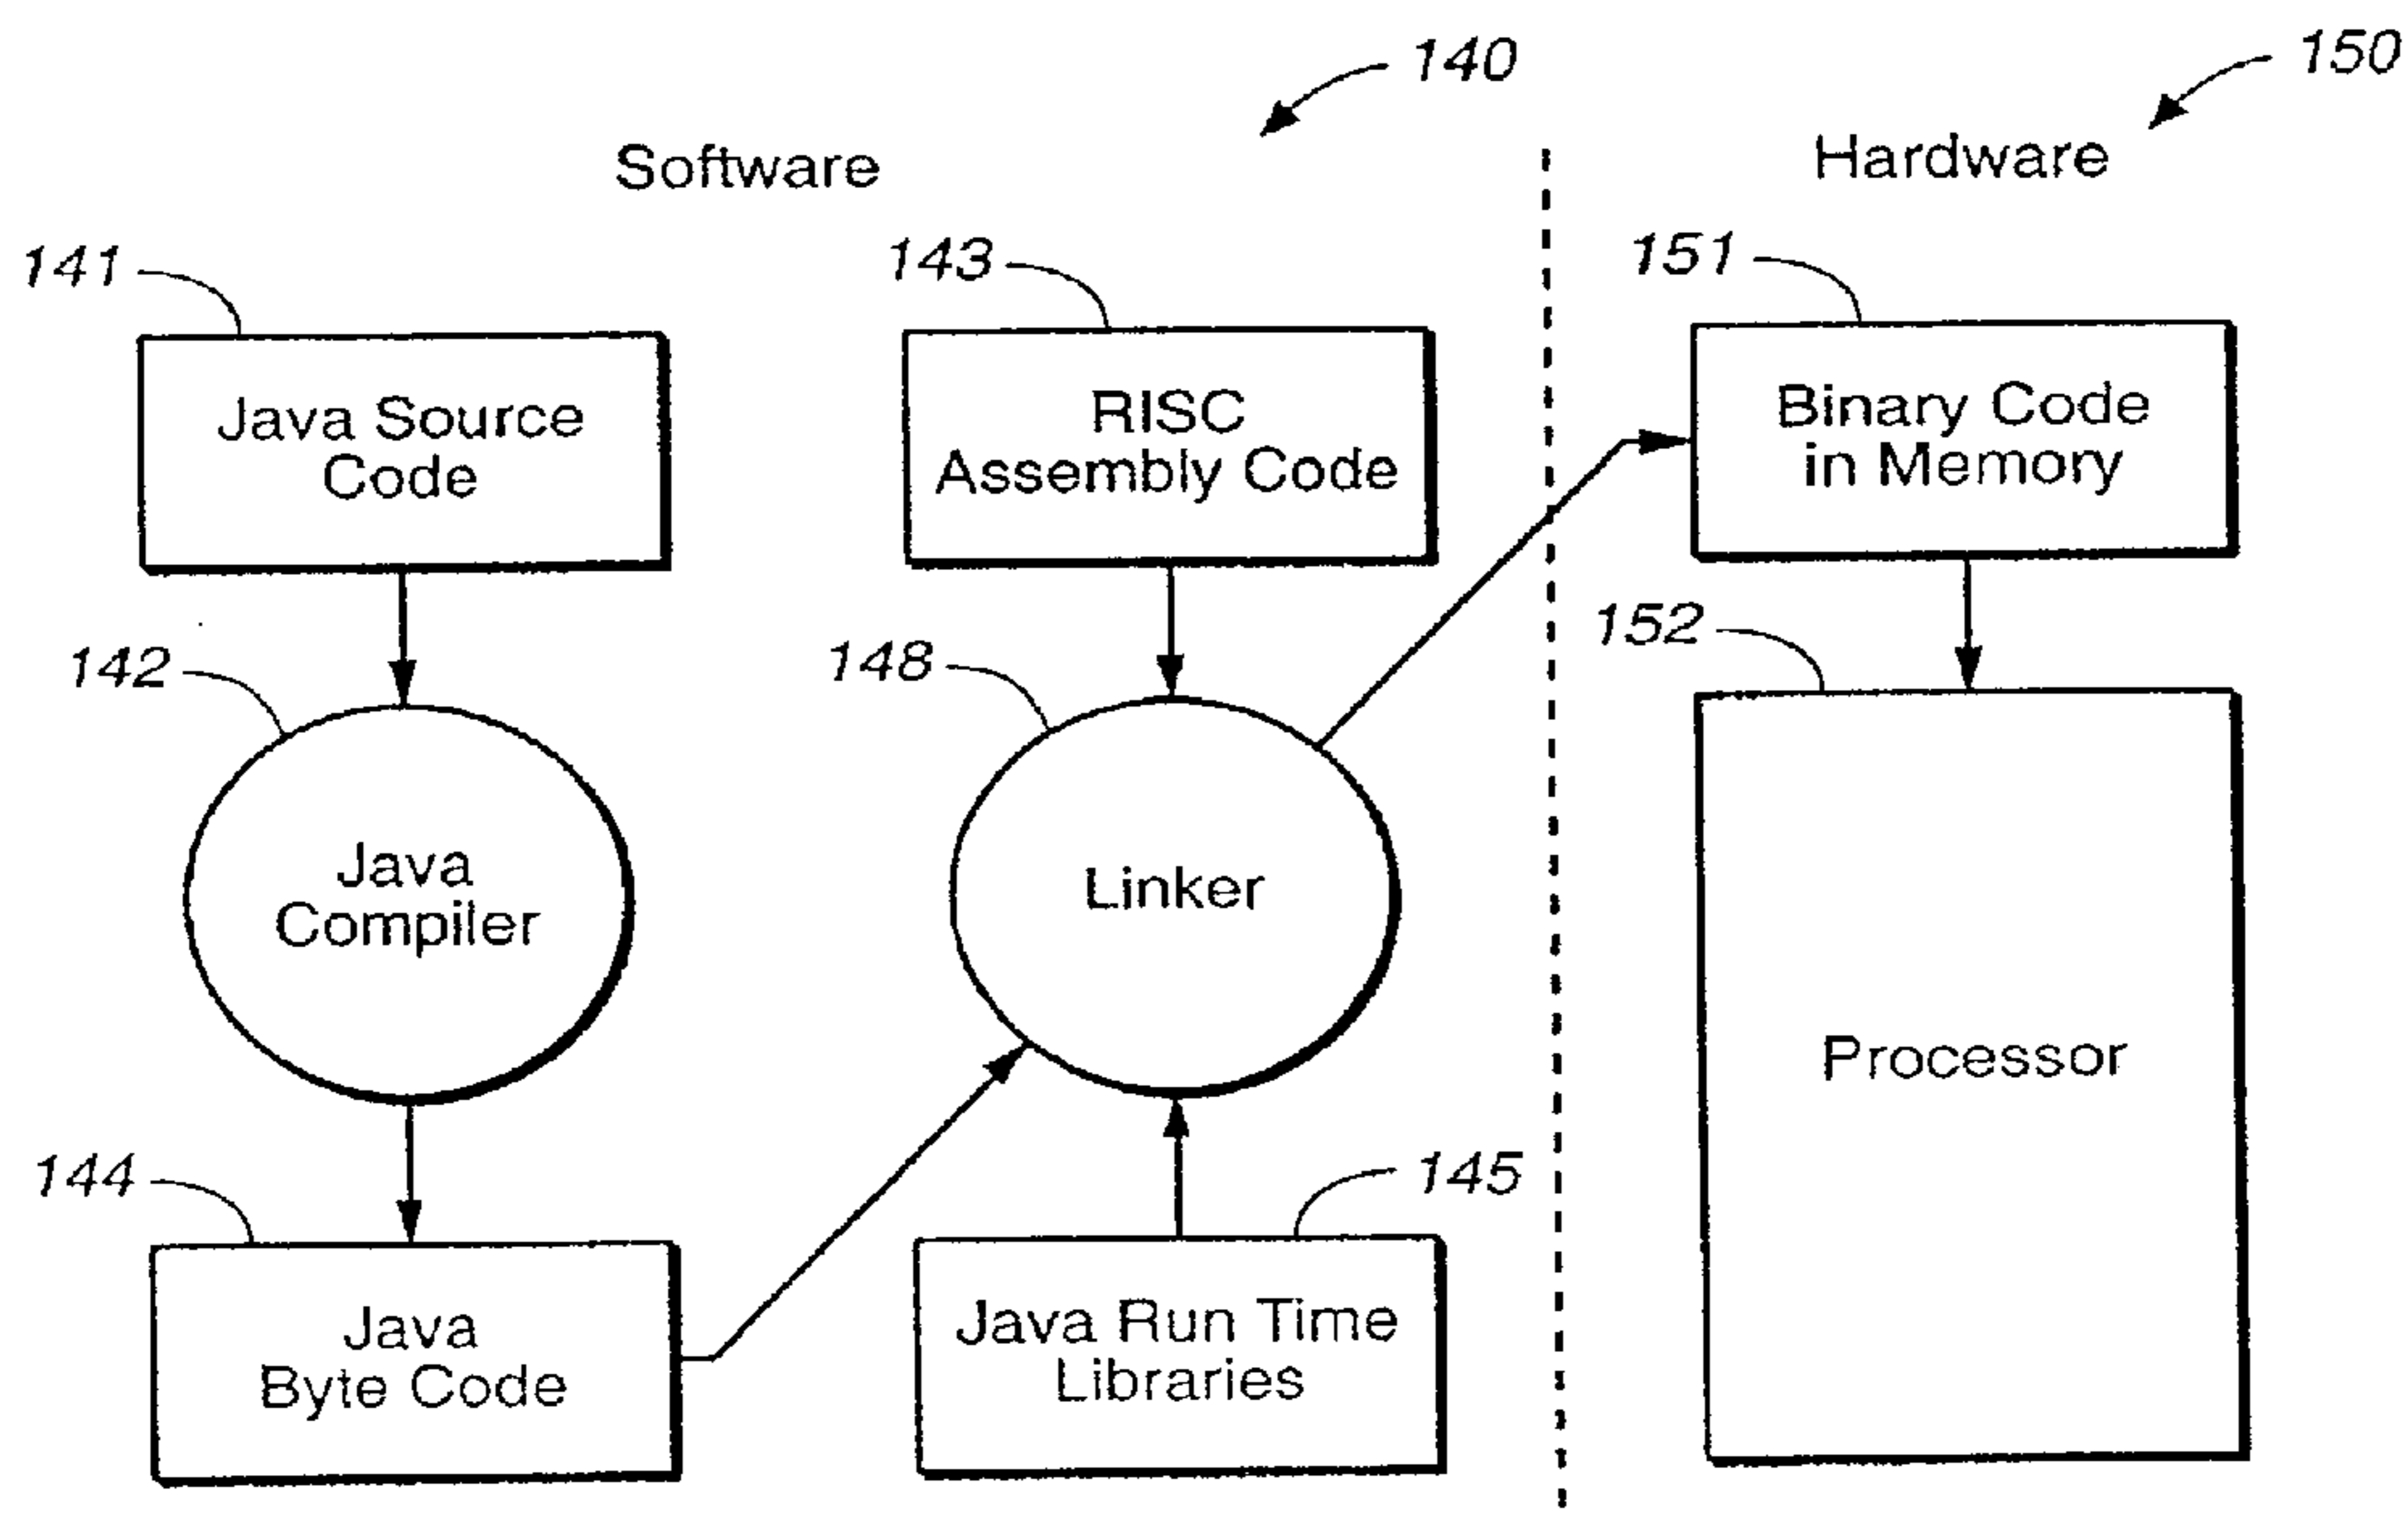 140
150
Software
Hardware
141
143
151
Java Source
Code
RISC
Assembly Code
Binary Code
in Memory
142
148
152
Java
Compiler
Linker
Processor
144
145
Java
Byte Code
Java Run Time
Libraries